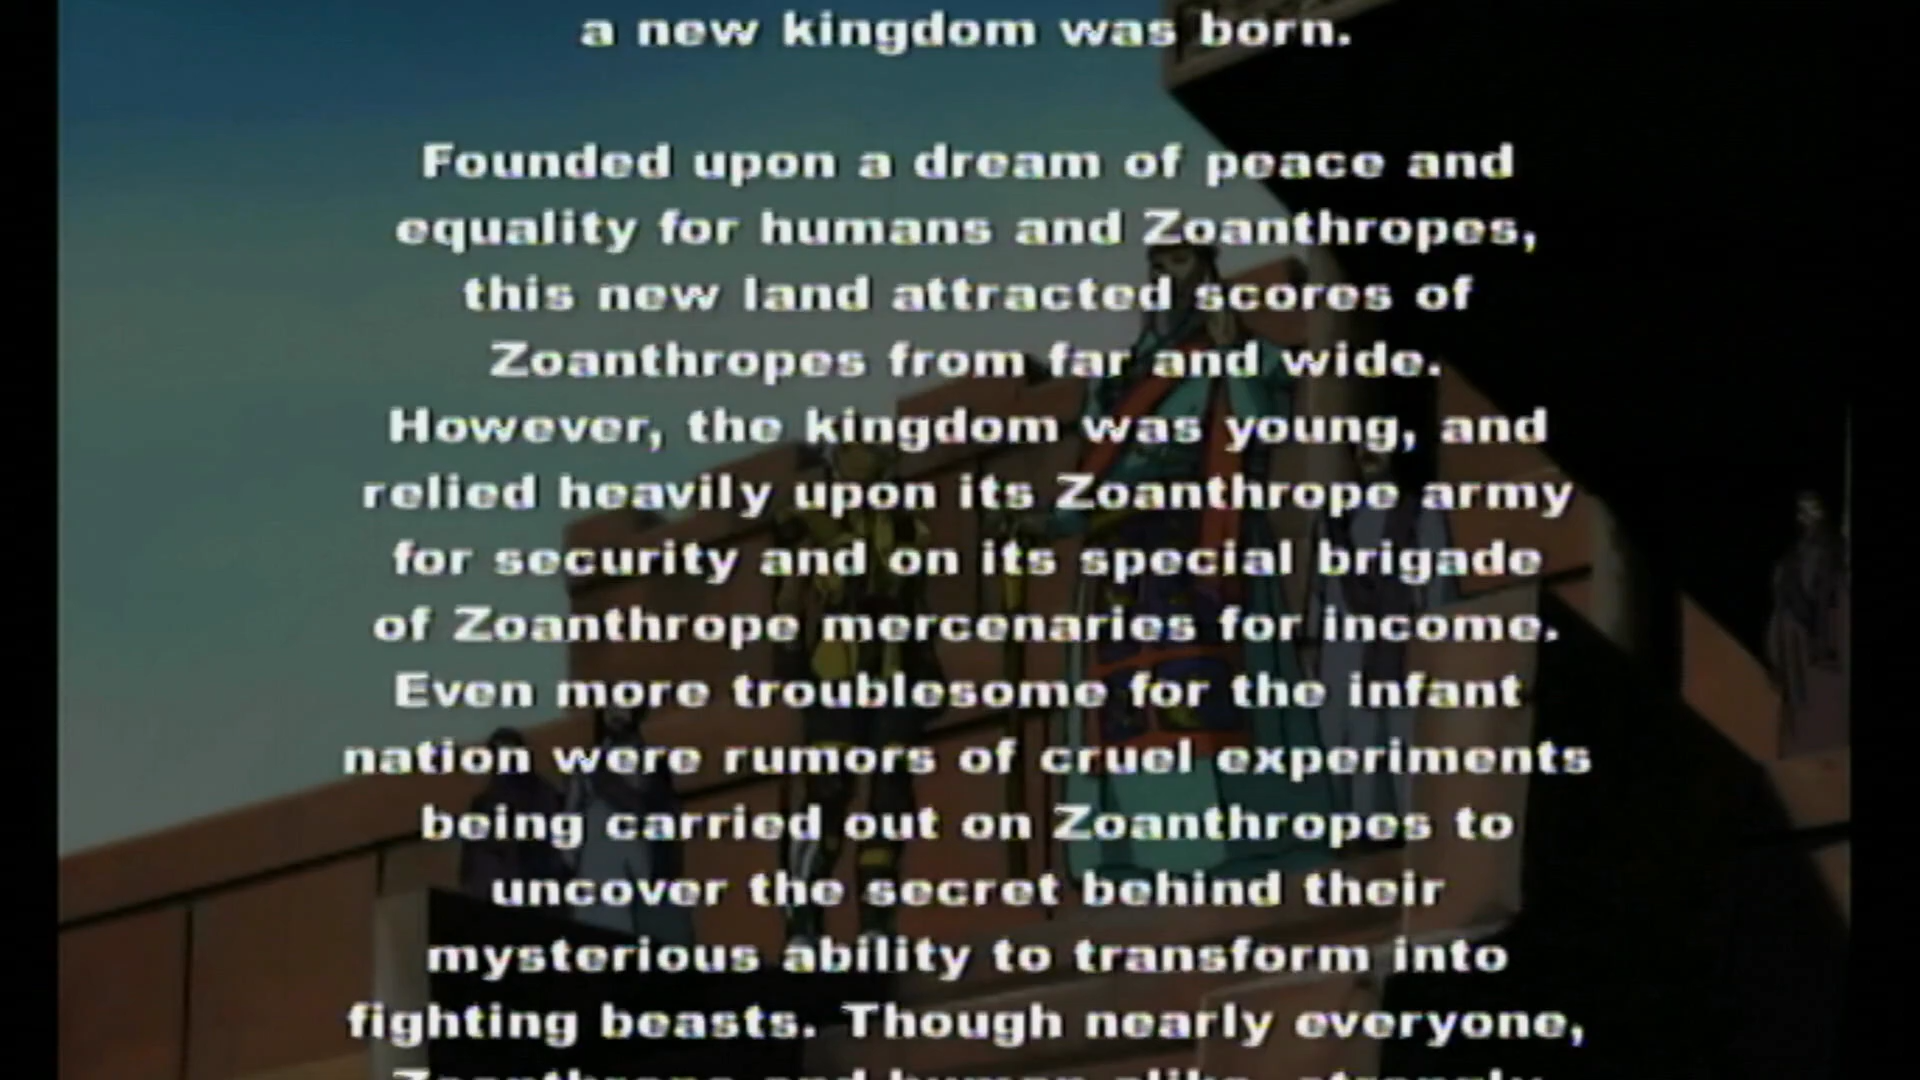 a new kingdom was born.
Founded upon a dream of peace and
equality for humans and Zoanthropes,
this new land attracted scores of
Zoanthropes from far and wide.
However, the kingdom was young, and
relied heavily upon its Zoanthrope army
for security and on its special brigade
of Zoanthrope mercenaries for income.
Even more troublesome for the infant
nation were rumors of cruel experiments
being carried out on Zoanthropes to
uncover the secret behind their
mysterious ability to transform into
fighting beasts. Though nearly everyone,